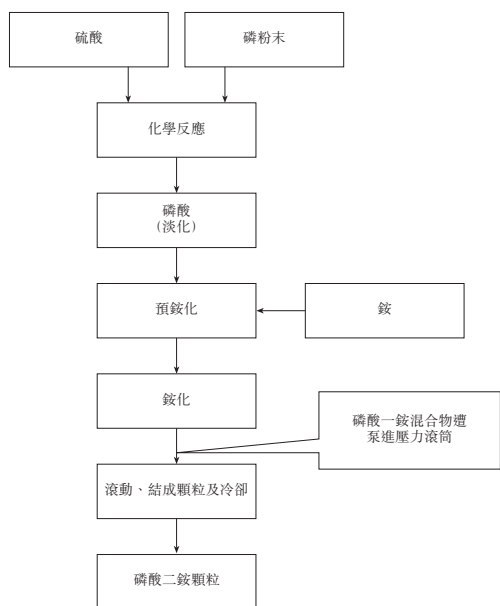 硫酸
磷粉末
化學反應
磷酸
(淡化)
預銨化
銨
銨化
磷酸一銨混合物遭
泵進壓力滾筒
滾動、結成顆粒及冷卻
磷酸二銨顆粒